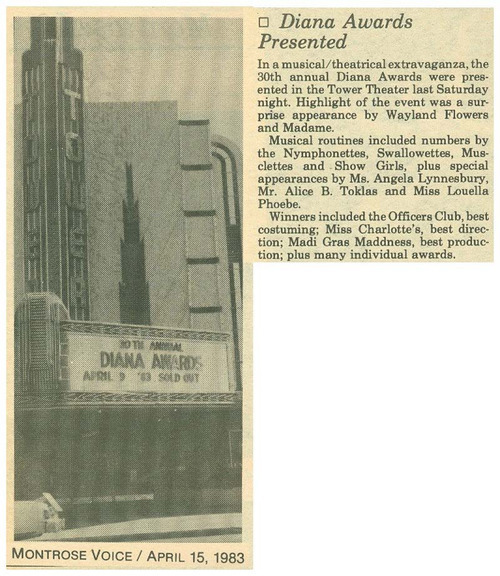 □ Diana Awards
Presented
In a musical/theatrical extravaganza, the
30th annual Diana Awards were pres-
ented in the Tower Theater last Saturday
night. Highlight of the event was a sur-
prise appearance by Wayland Flowers
and Madame.
Musical routines included numbers by
the Nymphonettes, Swallowettes, Mus-
clettes and Show Girls, plus special
appearances by Ms. Angela Lynnesbury,
Mr. Alice B. Toklas and Miss Louella
Phoebe.
Winners included the Officers Club, best
costuming; Miss Charlotte's, best direc-
tion; Madi Gras Maddness, best produc-
tion; plus many individual awards.
30TH ANNUAL
DIANA AWARDS
APRIL 9 '83 SOLD OUT
MONTROSE VOICE / APRIL 15, 1983